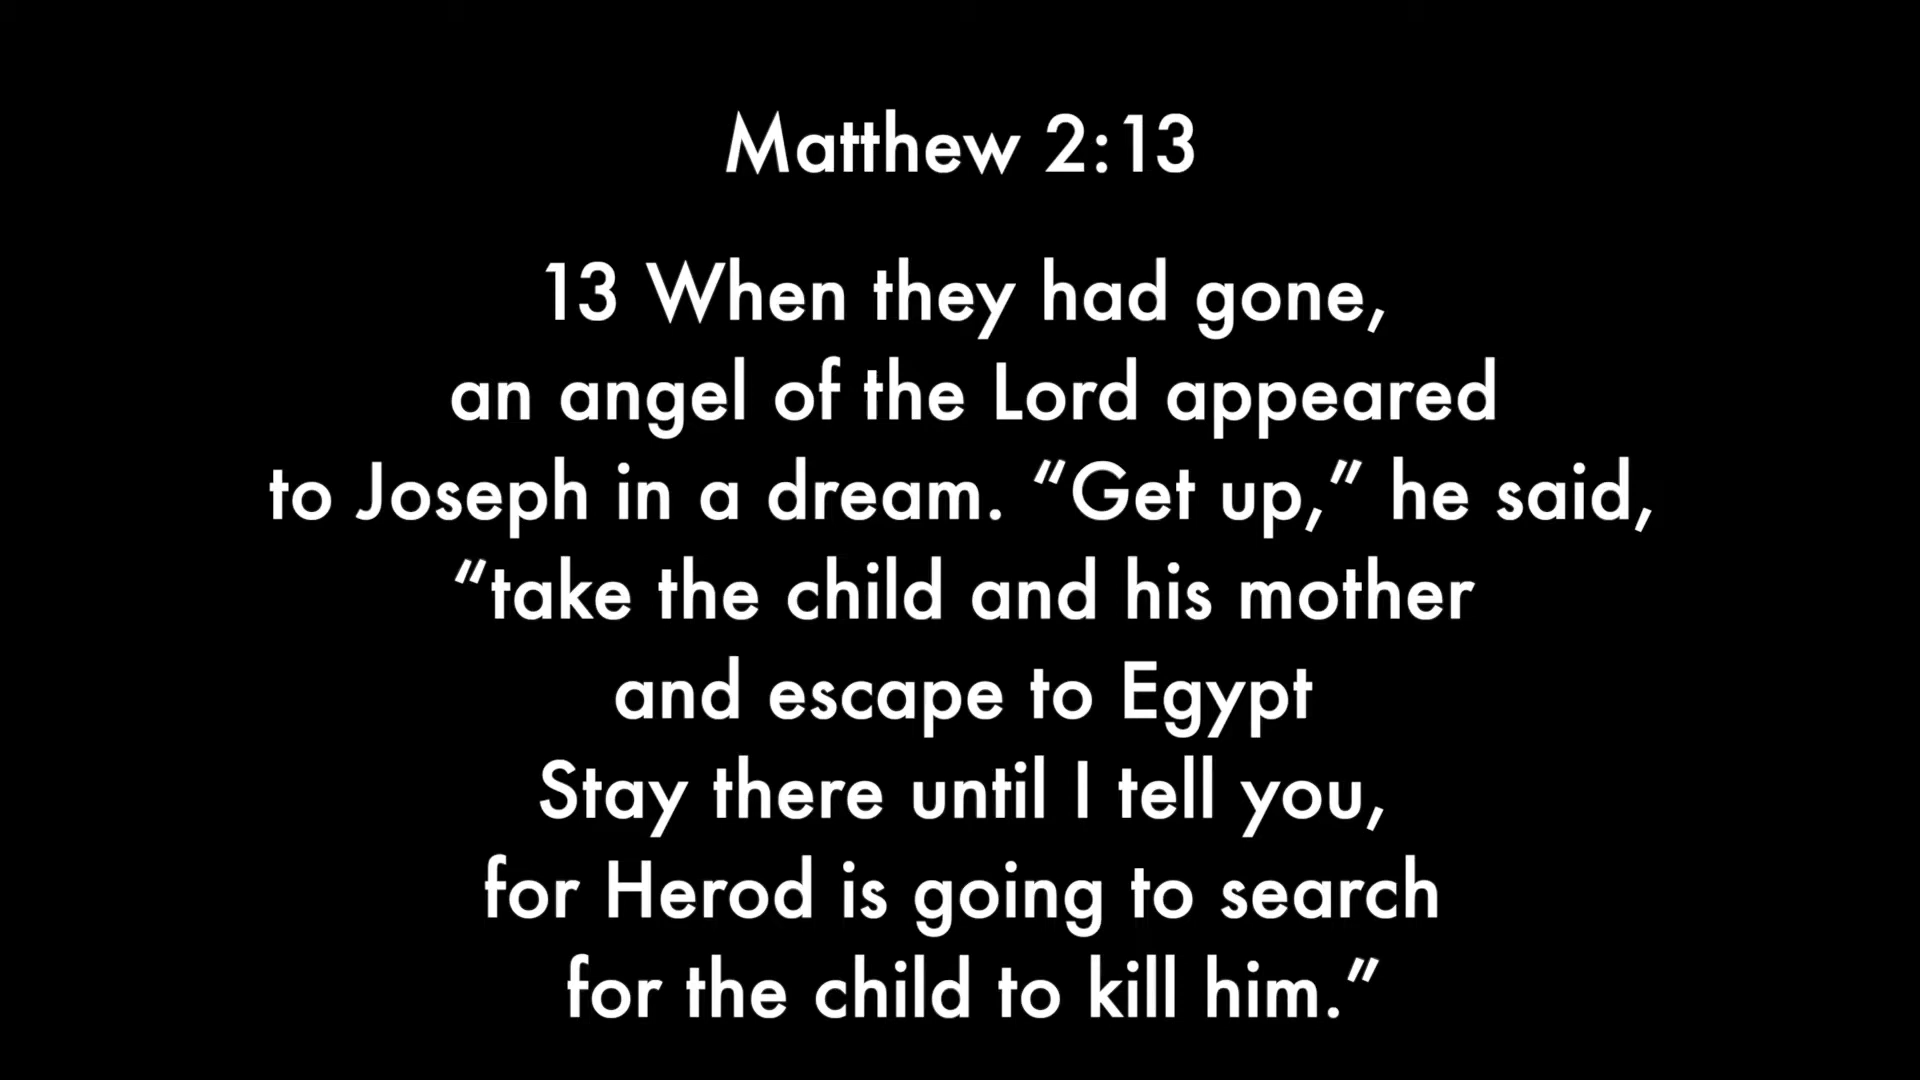 Matthew 2:13
13 When they had gone,
an angel of the Lord appeared
to Joseph in a dream. “Get up,” he said,
“take the child and his mother
and escape to Egypt
Stay there until I tell you,
for Herod is going to search
for the child to kill him.”